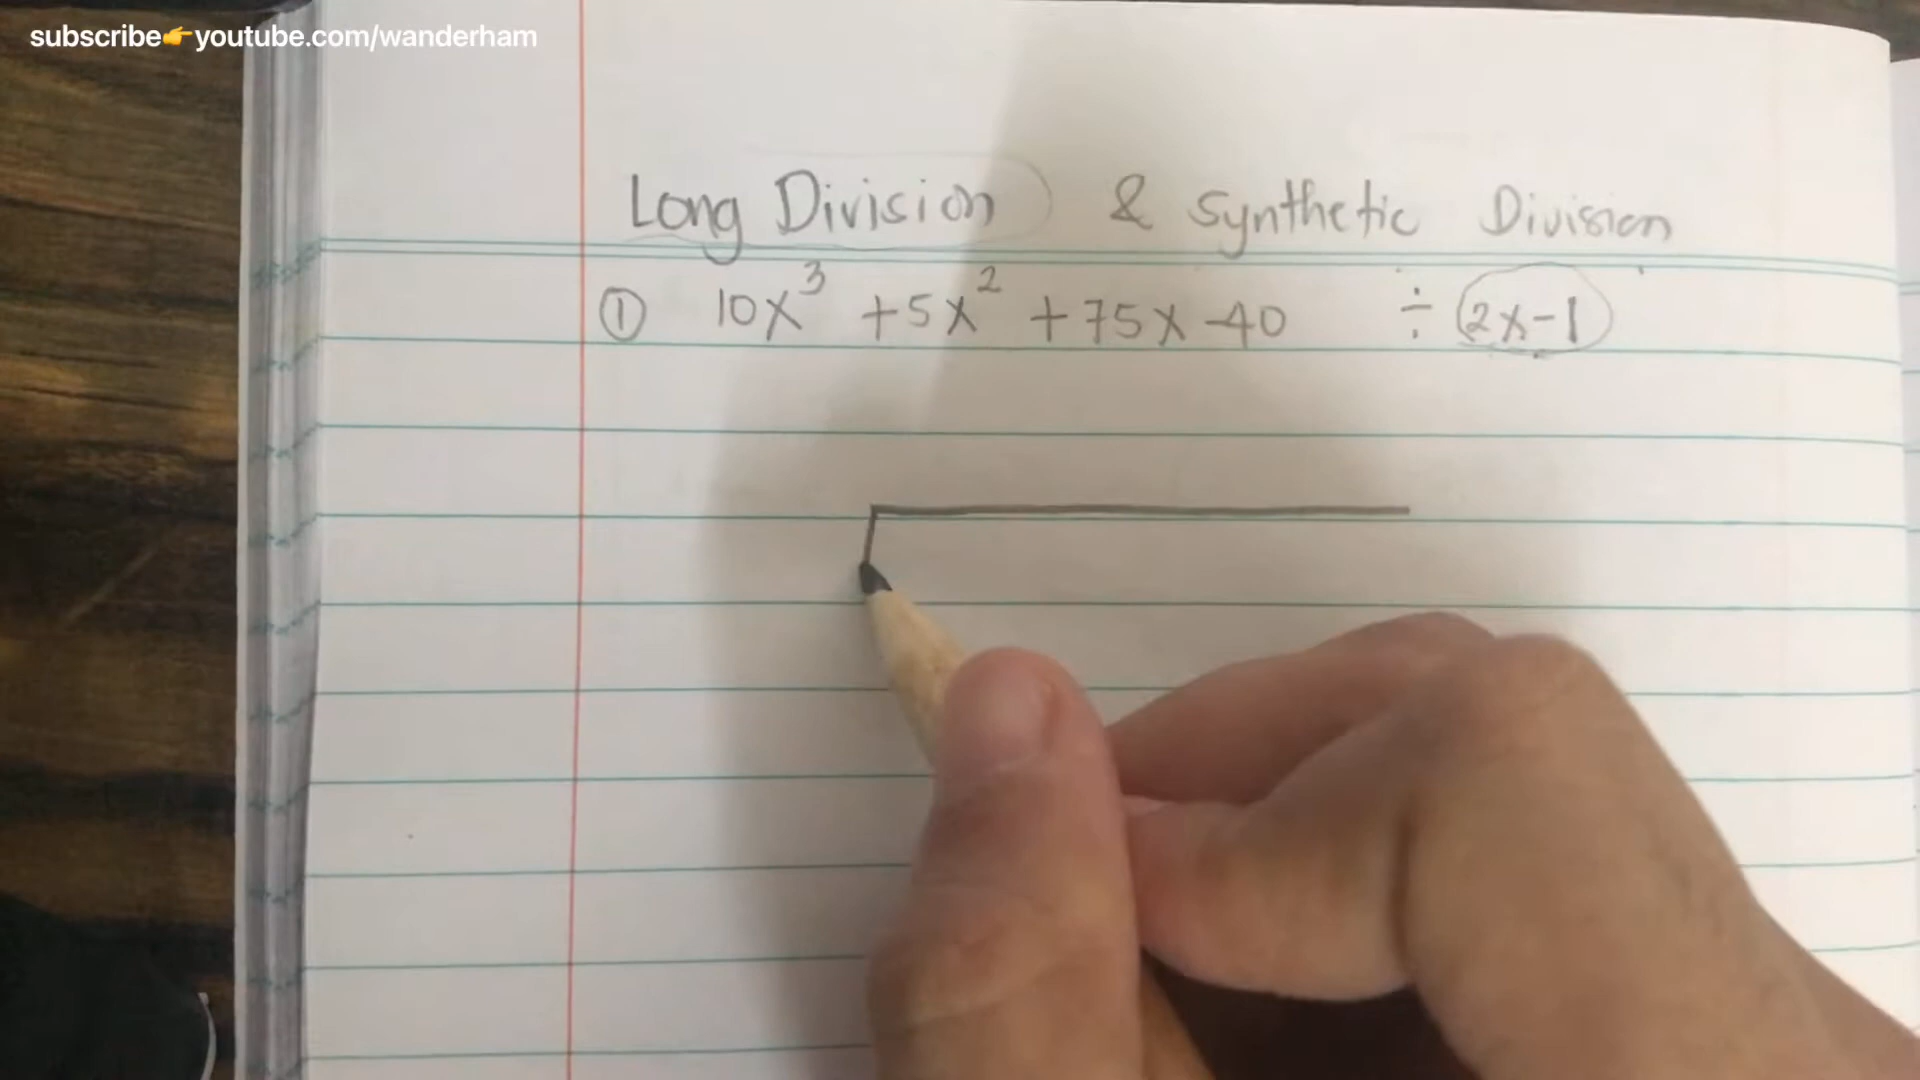 subscribe👉youtube.com/wanderham
Long Division & Synthetic Division
① 10x³ +5x² +75x -40 ÷ 2x-1